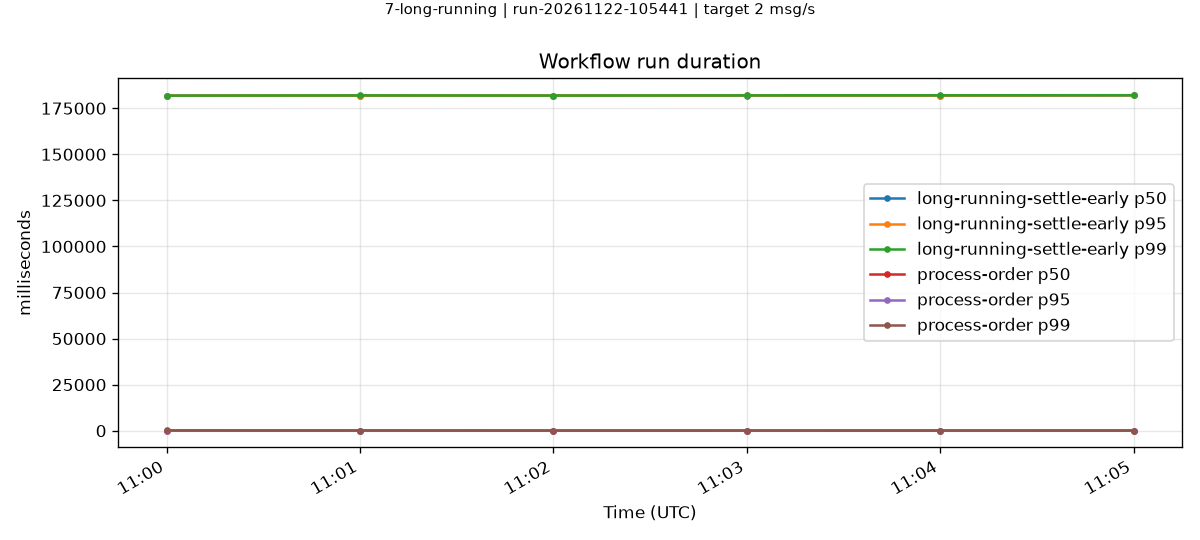 7-long-running | run-20261122-105441 | target 2 msg/s
Workflow run duration
milliseconds
175000
150000
125000
100000
75000
50000
25000
0
long-running-settle-early p50
long-running-settle-early p95
long-running-settle-early p99
process-order p50
process-order p95
process-order p99
11:00
11:01
11:02
11:03
11:04
11:05
Time (UTC)